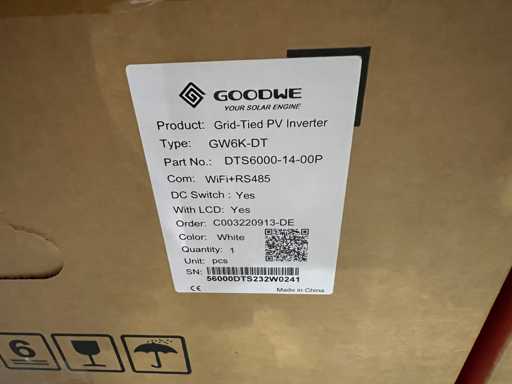 GOODWE
YOUR SOLAR ENGINE
Product: Grid-Tied PV Inverter
Type: GW6K-DT
Part No.: DTS6000-14-00P
Com: WiFi+RS485
DC Switch : Yes
With LCD: Yes
Order: C003220913-DE
Color: White
Quantity: 1
Unit: pcs
SN:
56000DTS232W0241
CE
Made in China
6